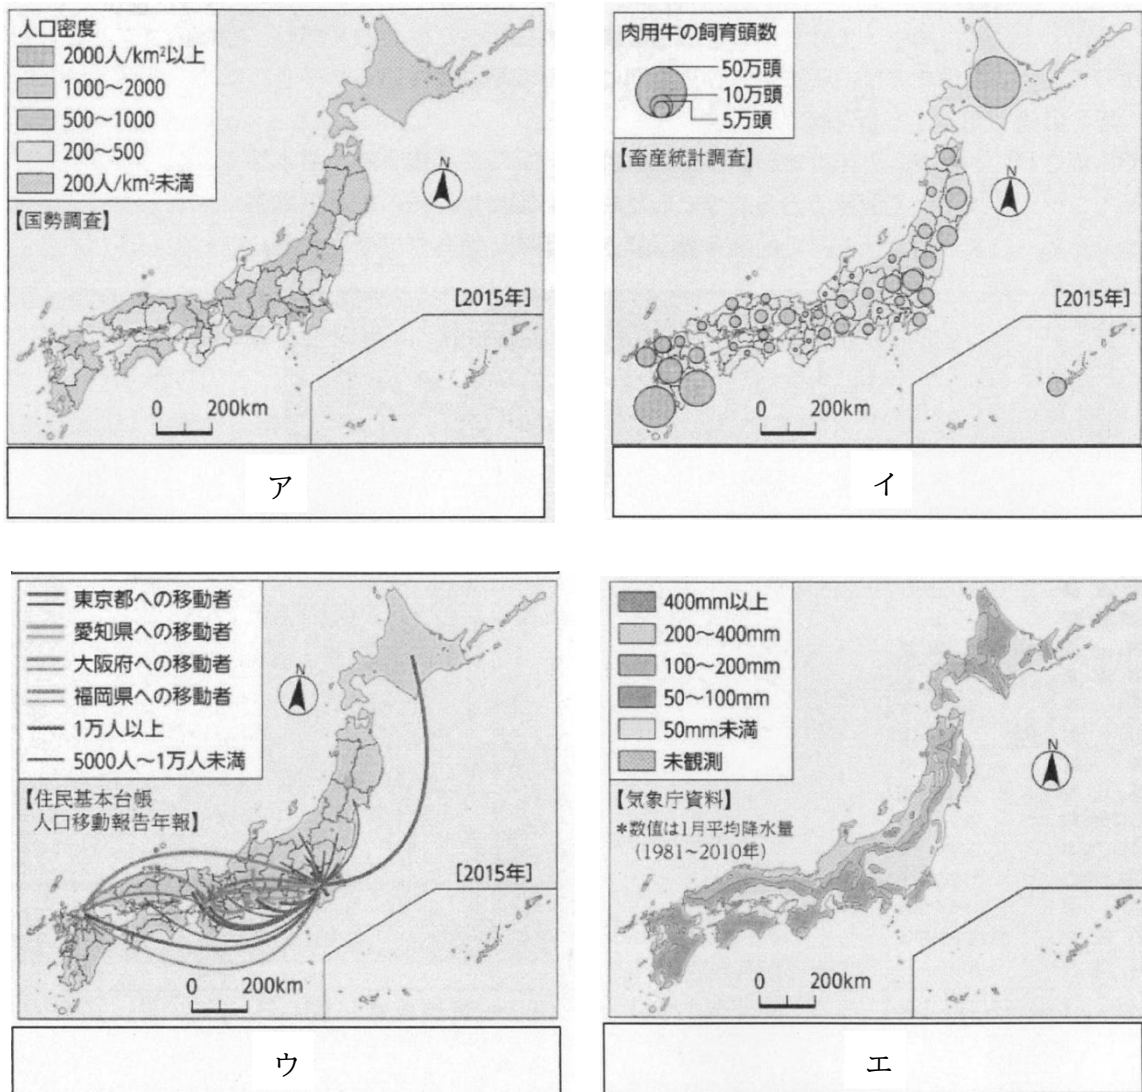 人口密度
2000人/km²以上
1000～2000
500～1000
200～500
200人/km²未満
【国勢調査】
N
[2015年]
0 200km
ア
肉用牛の飼育頭数
50万頭
10万頭
5万頭
【畜産統計調査】
N
[2015年]
0 200km
イ
東京都への移動者
愛知県への移動者
大阪府への移動者
福岡県への移動者
1万人以上
5000人～1万人未満
【住民基本台帳
人口移動報告年報】
N
[2015年]
0 200km
ウ
400mm以上
200～400mm
100～200mm
50～100mm
50mm未満
未観測
【気象庁資料】
*数値は1月平均降水量
(1981～2010年)
N
0 200km
エ